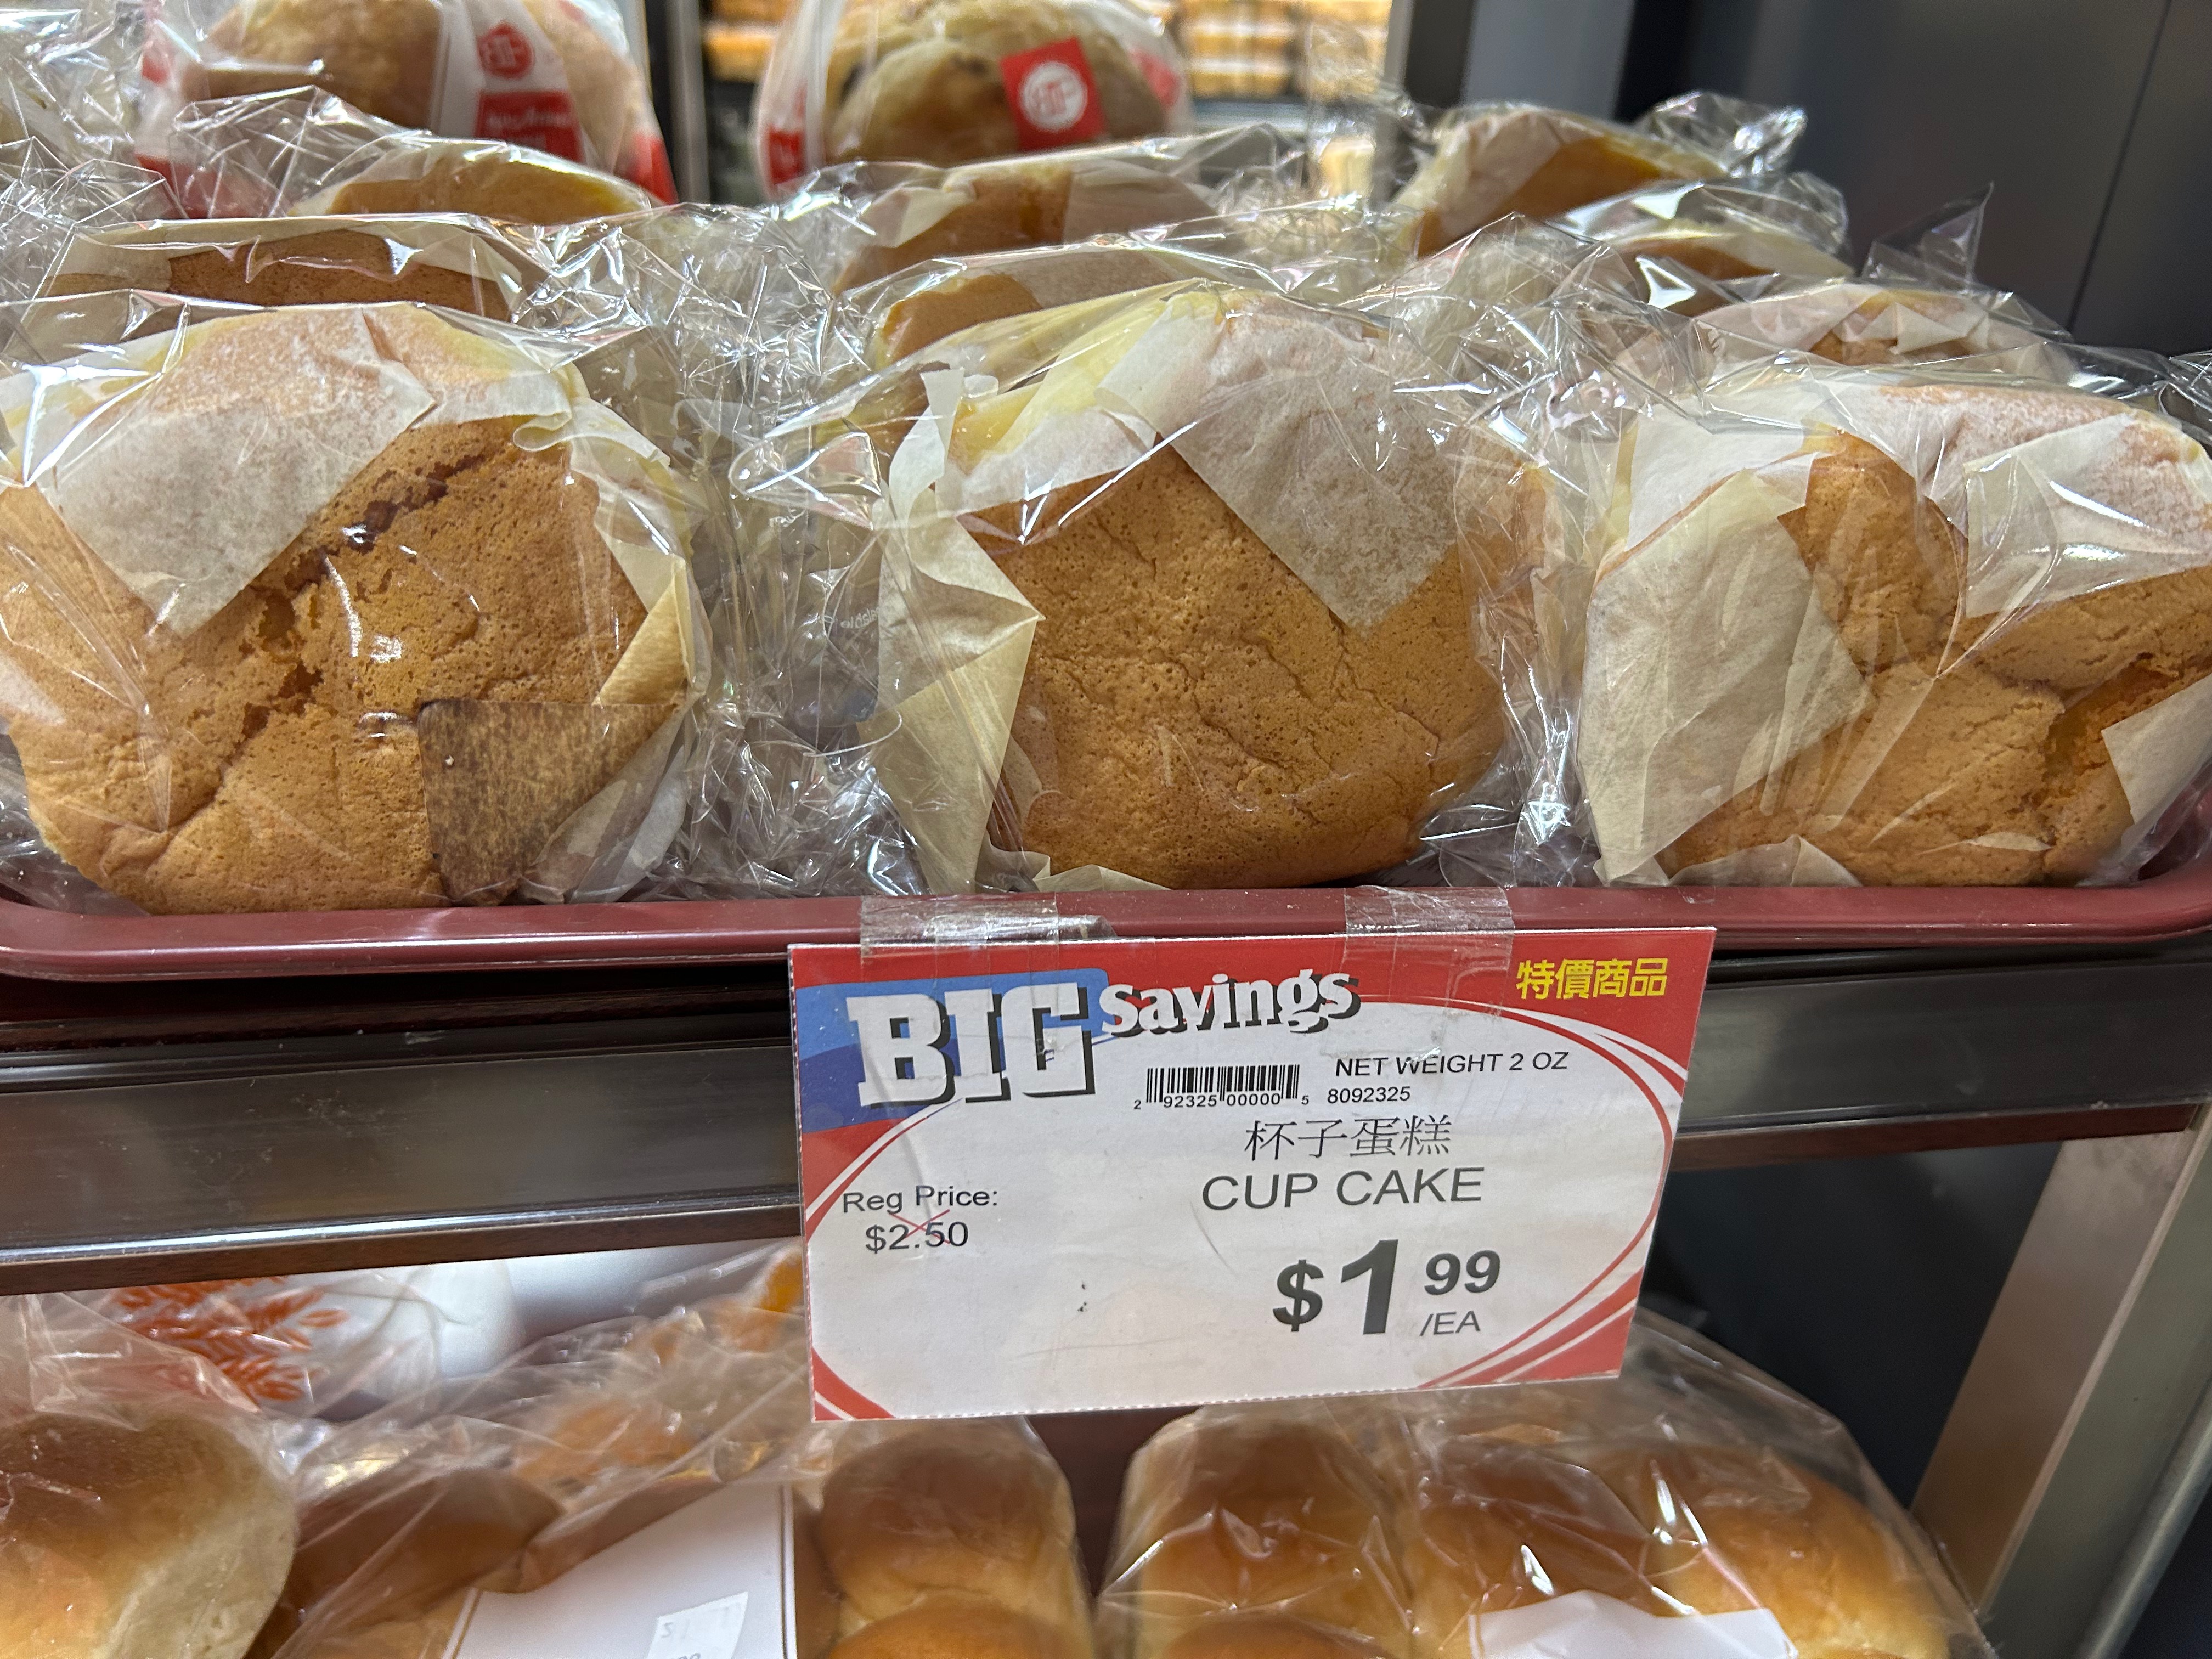 BIG Savings
特價商品
NET WEIGHT 2 OZ
2 92325 00000 5
8092325
杯子蛋糕
CUP CAKE
Reg Price:
$2.50
$1 99
/EA